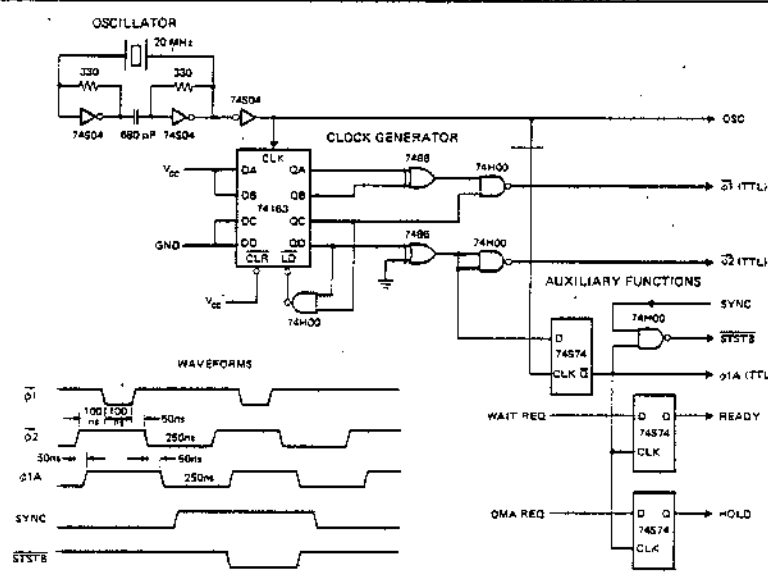 OSCILLATOR
20 MHz
330
330
74S04
74S04
680 pF
74S04
OSC
CLOCK GENERATOR
CLK
VCC
DA
QA
7486
74H00
DB
QB
φ1 (TTL)
74163
DC
QC
7486
74H00
GND
DD
QD
φ2 (TTL)
CLR
LD
AUXILIARY FUNCTIONS
VCC
74H00
SYNC
74H00
D
STSTB
74S74
WAVEFORMS
CLK Q
φ1A (TTL
φ1
100 ns
100 ns
50ns
WAIT REQ
D
Q
READY
φ2
250ns
74S74
50ns
50ns
CLK
φ1A
250ns
SYNC
DMA REQ
D
Q
HOLD
74S74
STSTB
CLK